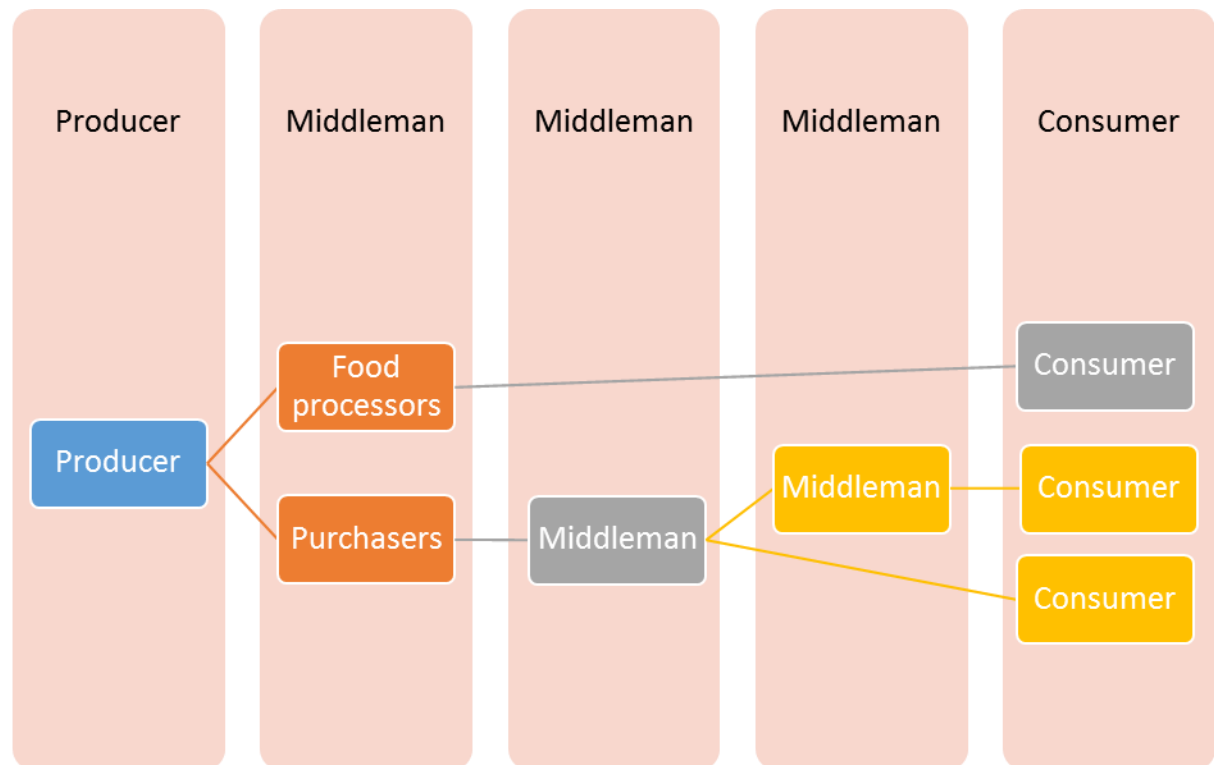 Producer
Middleman
Middleman
Middleman
Consumer
Food
processors
Consumer
Producer
Middleman
Consumer
Purchasers
Middleman
Consumer